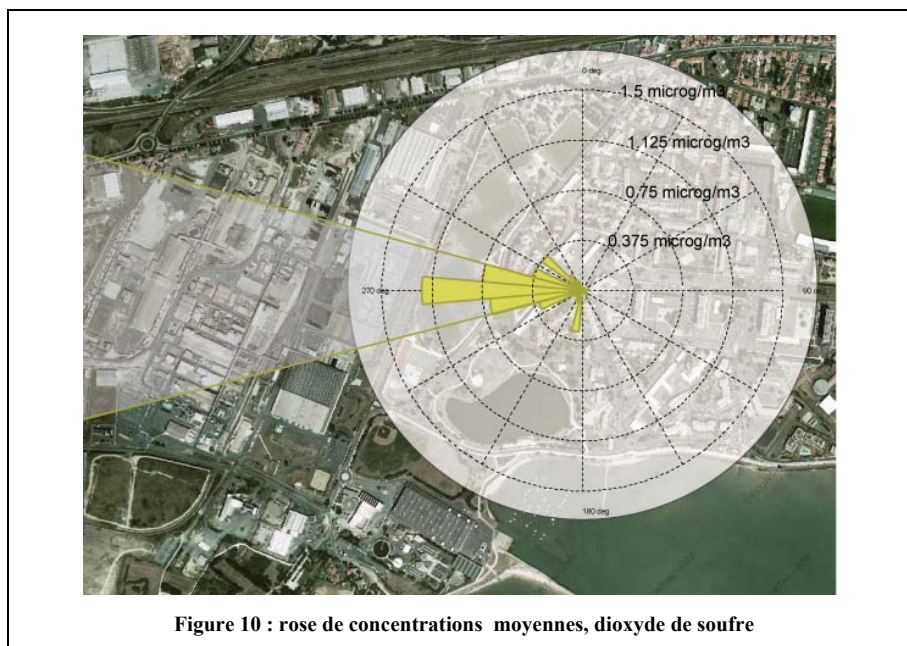 0 deg.
1.5 microg/m3
1.125 microg/m3
0.75 microg/m3
0.375 microg/m3
270 deg.
90 deg.
180 deg.
Figure 10 : rose de concentrations moyennes, dioxyde de soufre